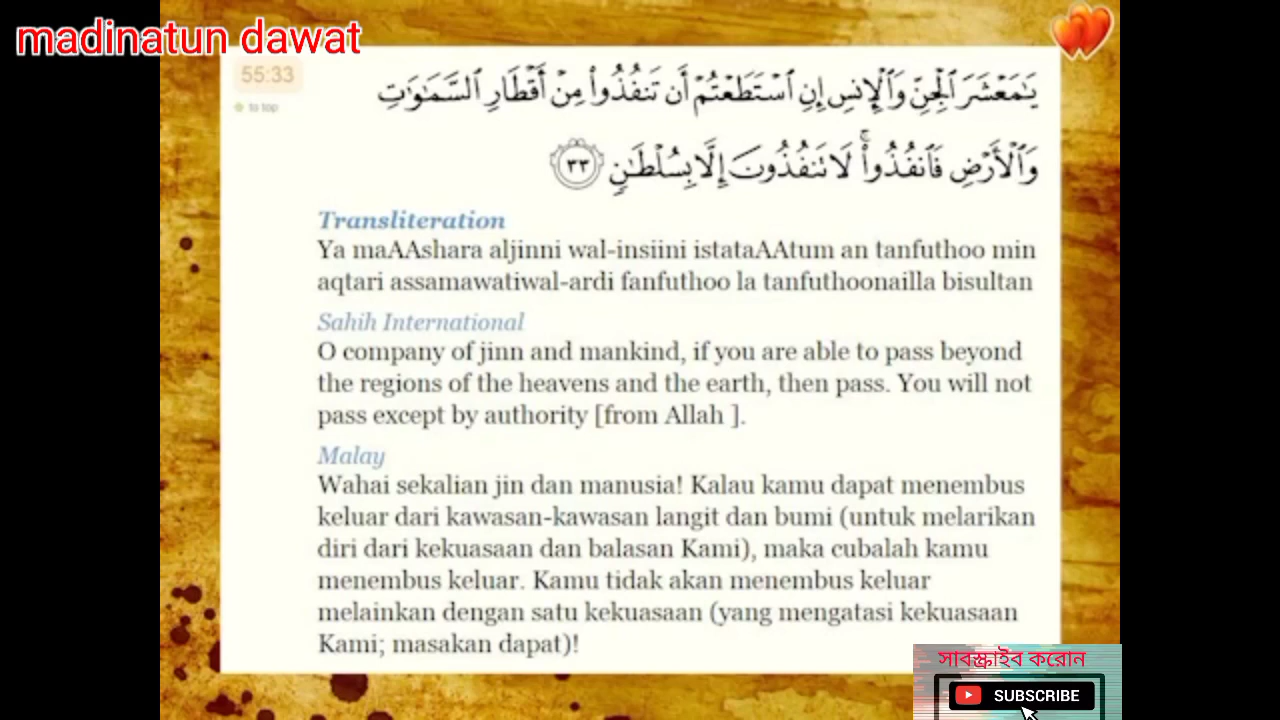 madinatun dawat
55:33
to top
يَـٰمَعْشَرَ ٱلْجِنِّ وَٱلْإِنسِ إِنِ ٱسْتَطَعْتُمْ أَن تَنفُذُوا۟ مِنْ أَقْطَارِ ٱلسَّمَـٰوَٰتِ
وَٱلْأَرْضِ فَٱنفُذُوا۟ ۚ لَا تَنفُذُونَ إِلَّا بِسُلْطَـٰنٍ ٣٣
Transliteration
Ya maAAshara aljinni wal-insiini istataAAtum an tanfuthoo min
aqtari assamawatiwal-ardi fanfuthoo la tanfuthoonailla bisultan
Sahih International
O company of jinn and mankind, if you are able to pass beyond
the regions of the heavens and the earth, then pass. You will not
pass except by authority [from Allah ].
Malay
Wahai sekalian jin dan manusia! Kalau kamu dapat menembus
keluar dari kawasan-kawasan langit dan bumi (untuk melarikan
diri dari kekuasaan dan balasan Kami), maka cubalah kamu
menembus keluar. Kamu tidak akan menembus keluar
melainkan dengan satu kekuasaan (yang mengatasi kekuasaan
Kami; masakan dapat)!
সাবস্ক্রাইব করোন
SUBSCRIBE